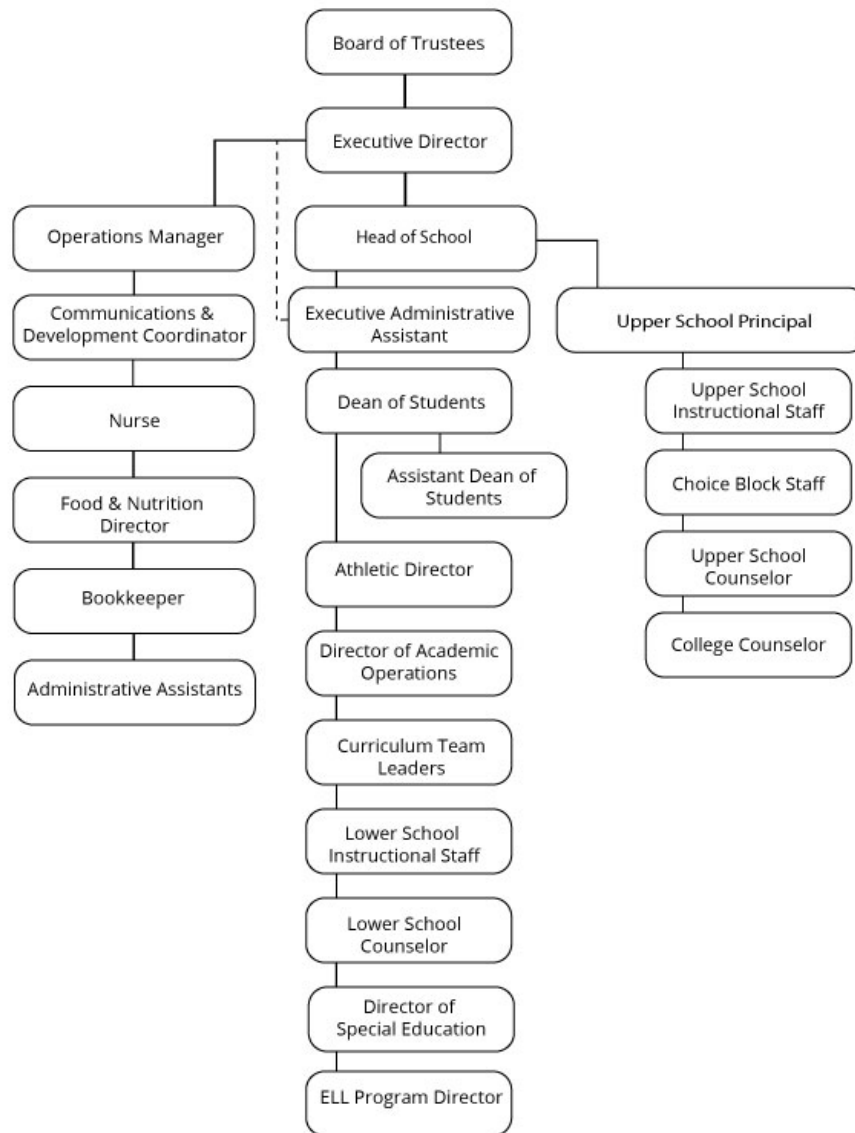 Board of Trustees
Executive Director
Operations Manager
Head of School
Communications &
Development Coordinator
Executive Administrative
Assistant
Upper School Principal
Nurse
Dean of Students
Upper School
Instructional Staff
Assistant Dean of
Students
Choice Block Staff
Food & Nutrition
Director
Athletic Director
Upper School
Counselor
Bookkeeper
Director of Academic
Operations
College Counselor
Administrative Assistants
Curriculum Team
Leaders
Lower School
Instructional Staff
Lower School
Counselor
Director of
Special Education
ELL Program Director